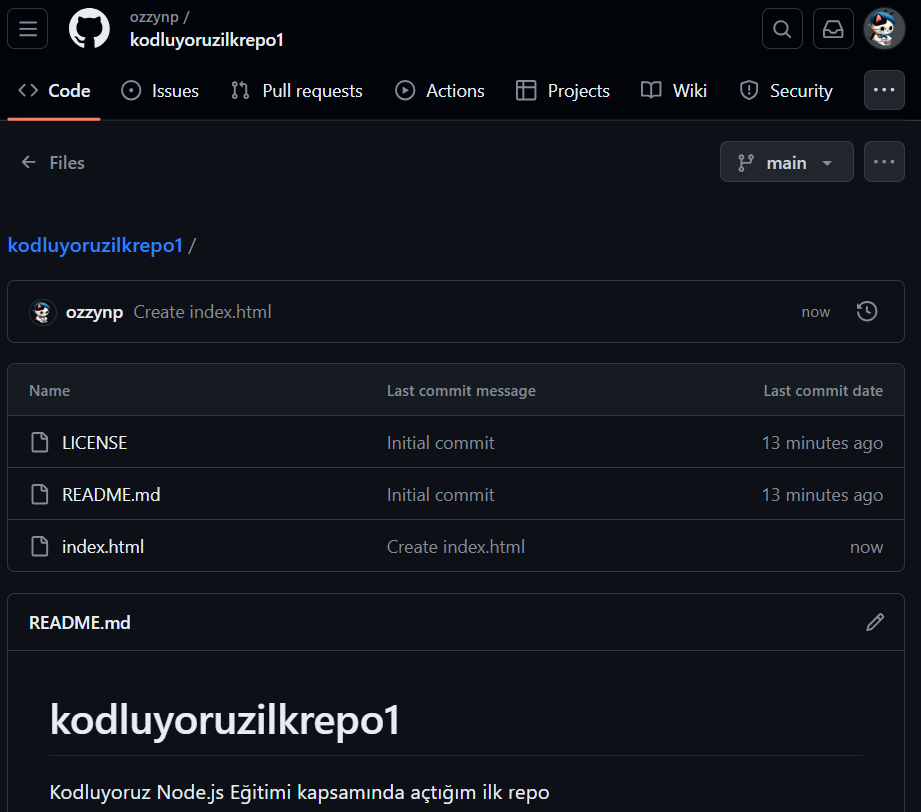 ozzynp /
kodluyoruzilkrepo1
Code Issues Pull requests Actions Projects Wiki Security
Files main
kodluyoruzilkrepo1 /
ozzynp Create index.html now
Name Last commit message Last commit date
LICENSE Initial commit 13 minutes ago
README.md Initial commit 13 minutes ago
index.html Create index.html now
README.md
kodluyoruzilkrepo1
Kodluyoruz Node.js Eğitimi kapsamında açtığım ilk repo